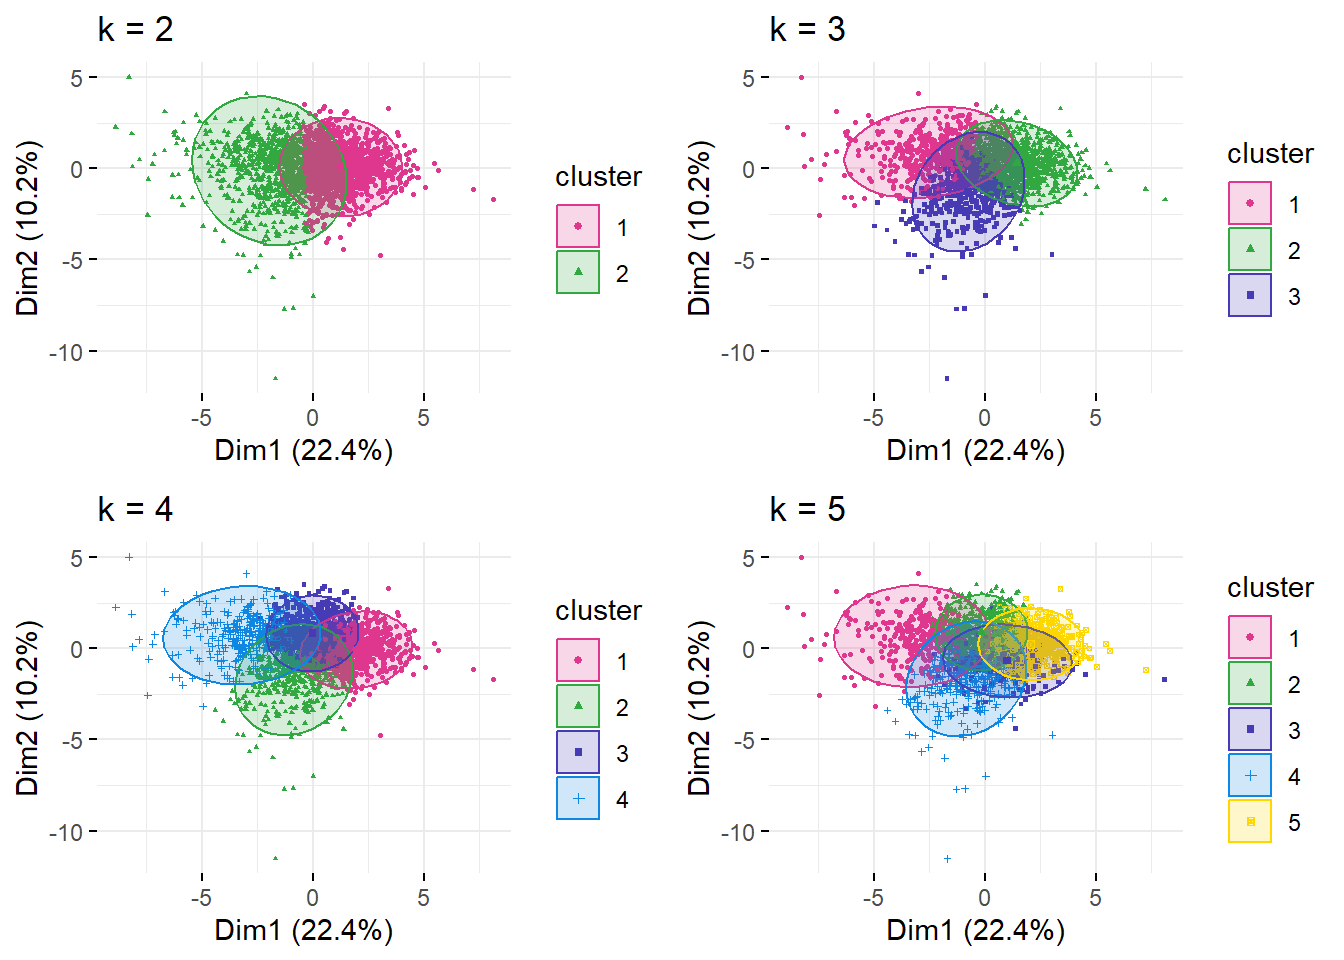 k = 2
5
0
-5
-10
-5
0
5
Dim1 (22.4%)
Dim2 (10.2%)
cluster
1
2
k = 3
5
0
-5
-10
-5
0
5
Dim1 (22.4%)
Dim2 (10.2%)
cluster
1
2
3
k = 4
5
0
-5
-10
-5
0
5
Dim1 (22.4%)
Dim2 (10.2%)
cluster
1
2
3
4
k = 5
5
0
-5
-10
-5
0
5
Dim1 (22.4%)
Dim2 (10.2%)
cluster
1
2
3
4
5